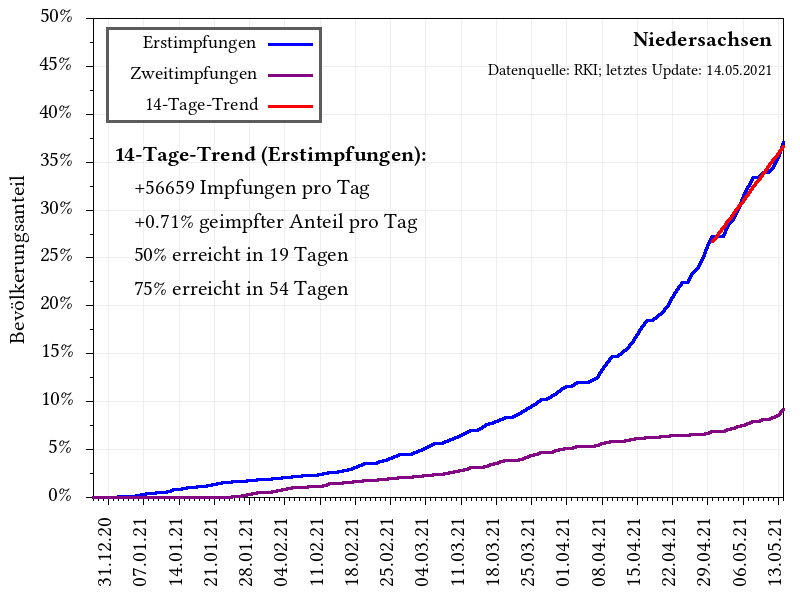 Niedersachsen
Datenquelle: RKI; letztes Update: 14.05.2021
Erstimpfungen
Zweitimpfungen
14-Tage-Trend
14-Tage-Trend (Erstimpfungen):
+56659 Impfungen pro Tag
+0.71% geimpfter Anteil pro Tag
50% erreicht in 19 Tagen
75% erreicht in 54 Tagen
Bevölkerungsanteil
50%
45%
40%
35%
30%
25%
20%
15%
10%
5%
0%
31.12.20
07.01.21
14.01.21
21.01.21
28.01.21
04.02.21
11.02.21
18.02.21
25.02.21
04.03.21
11.03.21
18.03.21
25.03.21
01.04.21
08.04.21
15.04.21
22.04.21
29.04.21
06.05.21
13.05.21